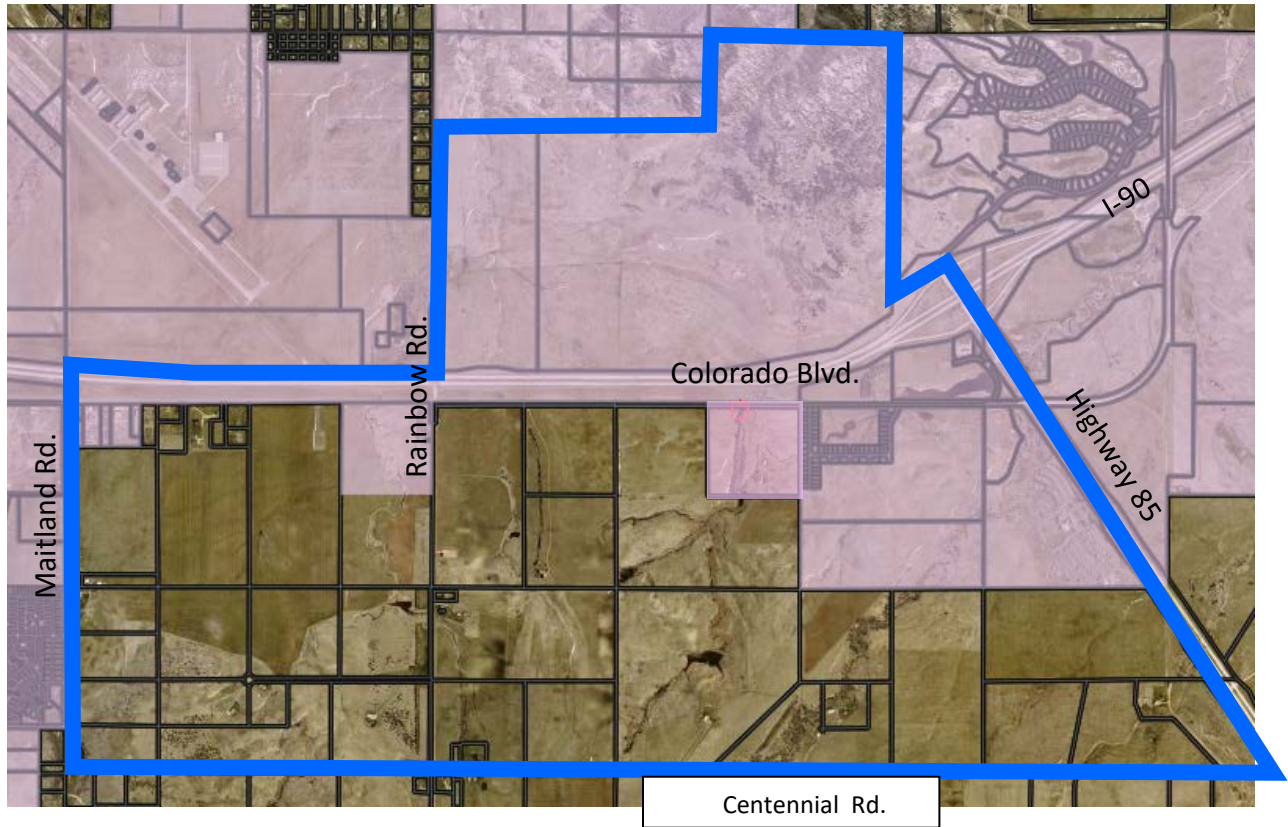 I-90
Colorado Blvd.
Rainbow Rd.
Highway 85
Maitland Rd.
Centennial Rd.